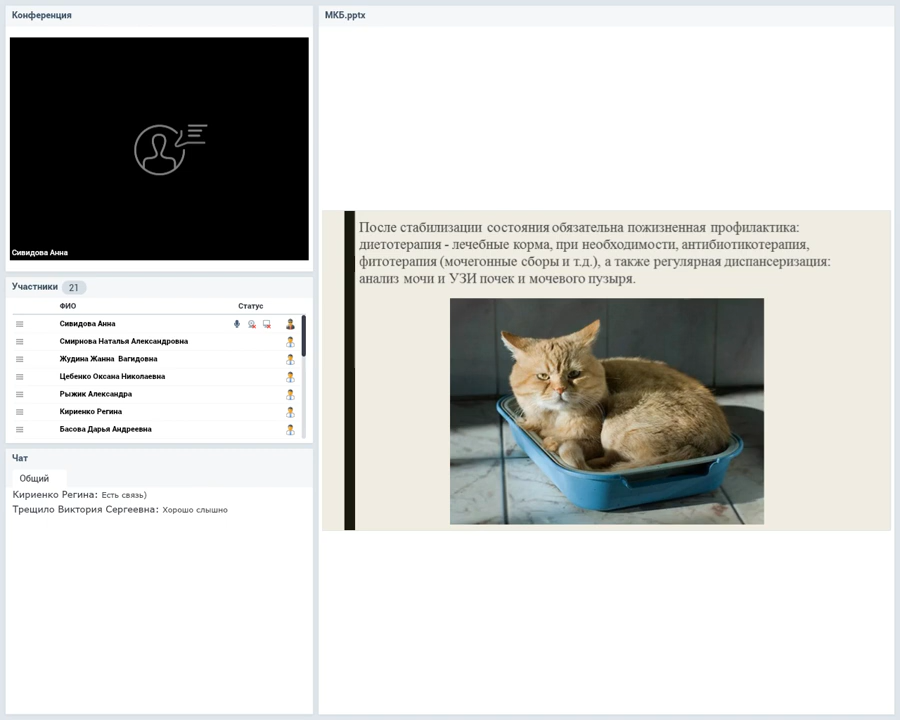 Конференция
Сивидова Анна
Участники 21
ФИО Статус
Сивидова Анна
Смирнова Наталья Александровна
Жудина Жанна Вагидовна
Цебенко Оксана Николаевна
Рыжик Александра
Кириенко Регина
Басова Дарья Андреевна
Чат
Общий
Кириенко Регина: Есть связь)
Трещило Виктория Сергеевна: Хорошо слышно
МКБ.pptx
После стабилизации состояния обязательна пожизненная профилактика:
диетотерапия - лечебные корма, при необходимости, антибиотикотерапия,
фитотерапия (мочегонные сборы и т.д.), а также регулярная диспансеризация:
анализ мочи и УЗИ почек и мочевого пузыря.